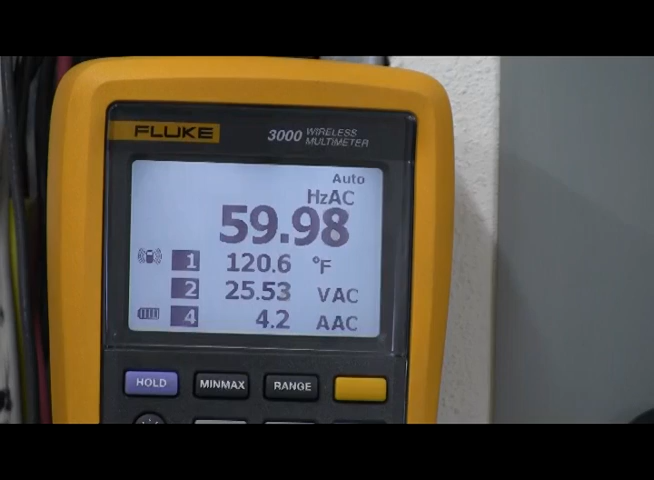 FLUKE 3000 WIRELESS MULTIMETER
Auto
HzAC
59.98
1 120.6 °F
2 25.53 VAC
4 4.2 AAC
HOLD MINMAX RANGE